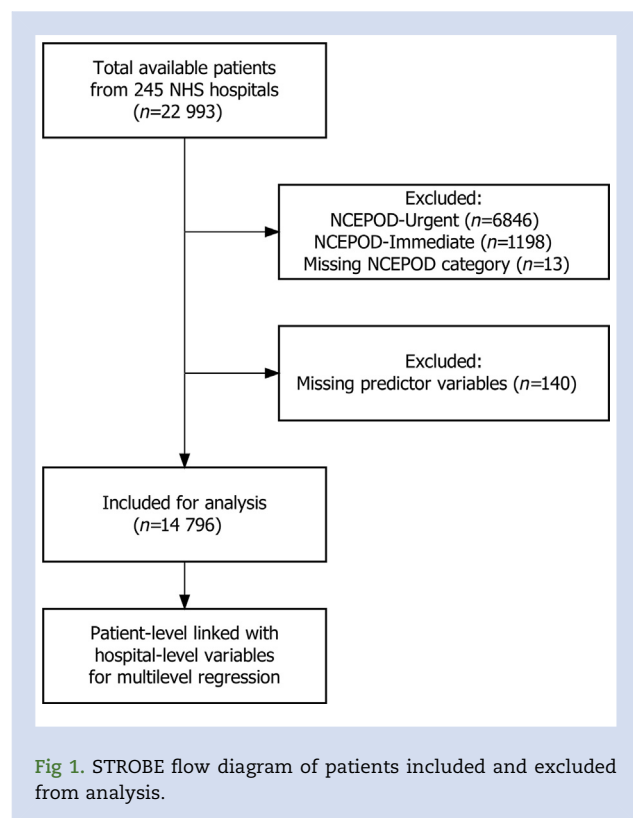 Total available patients
from 245 NHS hospitals
(n=22 993)
Excluded:
NCEPOD-Urgent (n=6846)
NCEPOD-Immediate (n=1198)
Missing NCEPOD category (n=13)
Excluded:
Missing predictor variables (n=140)
Included for analysis
(n=14 796)
Patient-level linked with
hospital-level variables
for multilevel regression
Fig 1. STROBE flow diagram of patients included and excluded
from analysis.